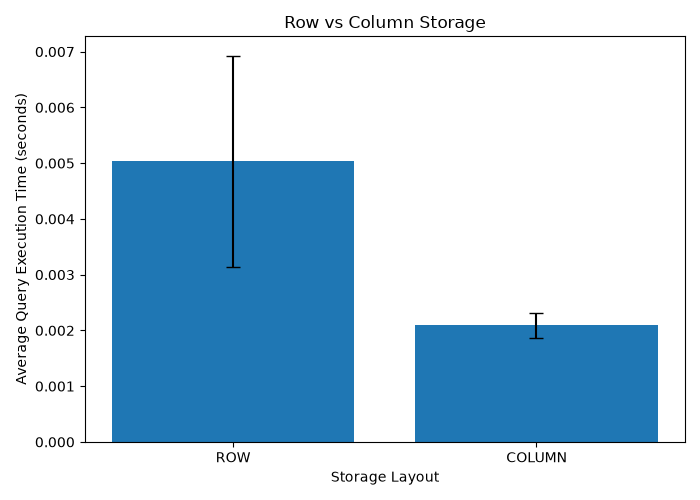 Row vs Column Storage
Average Query Execution Time (seconds)
0.007
0.006
0.005
0.004
0.003
0.002
0.001
0.000
ROW
COLUMN
Storage Layout